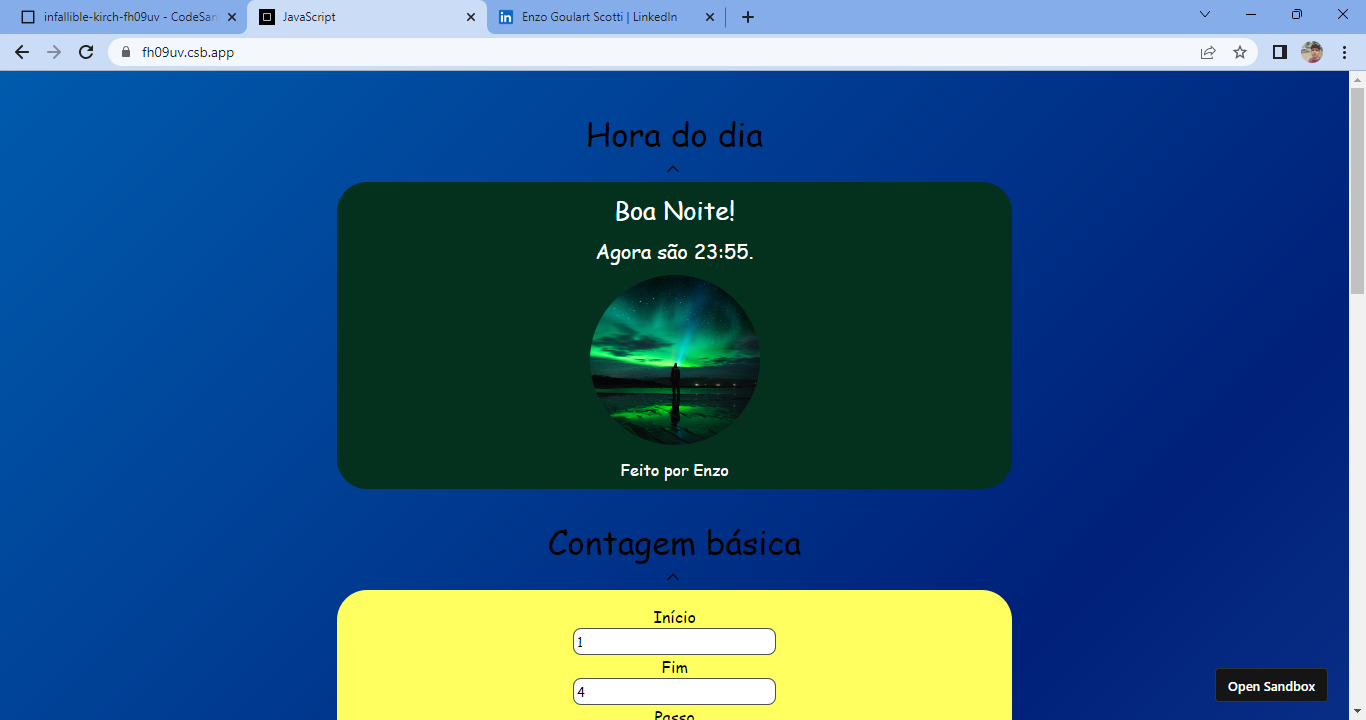 infallible-kirch-fh09uv - CodeSan
JavaScript
Enzo Goulart Scotti | LinkedIn
fh09uv.csb.app
Hora do dia
Boa Noite!
Agora são 23:55.
Feito por Enzo
Contagem básica
Início
1
Fim
4
Passo
Open Sandbox